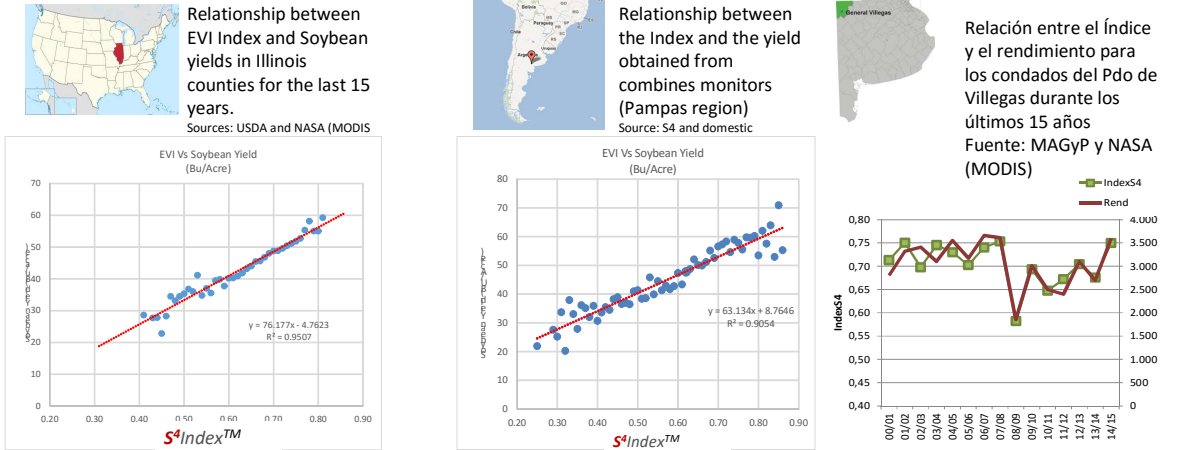 Relationship between
EVI Index and Soybean
yields in Illinois
counties for the last 15
years.
Sources: USDA and NASA (MODIS
EVI Vs Soybean Yield
(Bu/Acre)
70
60
50
40
30
20
10
0
0.20 0.30 0.40 0.50 0.60 0.70 0.80 0.90
y = 76.177x - 4.7623
R² = 0.9507
S⁴Index™
Relationship between
the Index and the yield
obtained from
combines monitors
(Pampas region)
Source: S4 and domestic
Bolivia
Paraguay
Chile
Uruguay
EVI Vs Soybean Yield
(Bu/Acre)
80
70
60
50
40
30
20
10
0
0.20 0.30 0.40 0.50 0.60 0.70 0.80 0.90
y = 63.134x + 8.7646
R² = 0.9054
S⁴Index™
General Villegas
Relación entre el Índice
y el rendimiento para
los condados del Pdo de
Villegas durante los
últimos 15 años
Fuente: MAGyP y NASA
(MODIS)
IndexS4
Rend
IndexS4
0,80
0,75
0,70
0,65
0,60
0,55
0,50
0,45
0,40
4.000
3.500
3.000
2.500
2.000
1.500
1.000
500
0
00/01 01/02 02/03 03/04 04/05 05/06 06/07 07/08 08/09 09/10 10/11 11/12 12/13 13/14 14/15